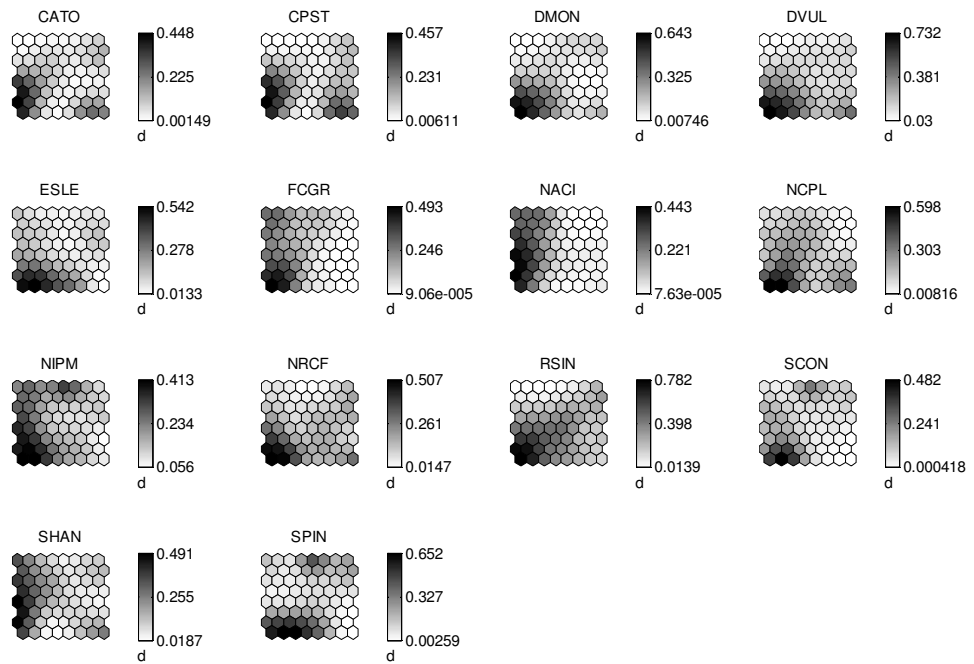 CATO
0.448
0.225
0.00149
d
CPST
0.457
0.231
0.00611
d
DMON
0.643
0.325
0.00746
d
DVUL
0.732
0.381
0.03
d
ESLE
0.542
0.278
0.0133
d
FCGR
0.493
0.246
9.06e-005
d
NACI
0.443
0.221
7.63e-005
d
NCPL
0.598
0.303
0.00816
d
NIPM
0.413
0.234
0.056
d
NRCF
0.507
0.261
0.0147
d
RSIN
0.782
0.398
0.0139
d
SCON
0.482
0.241
0.000418
d
SHAN
0.491
0.255
0.0187
d
SPIN
0.652
0.327
0.00259
d